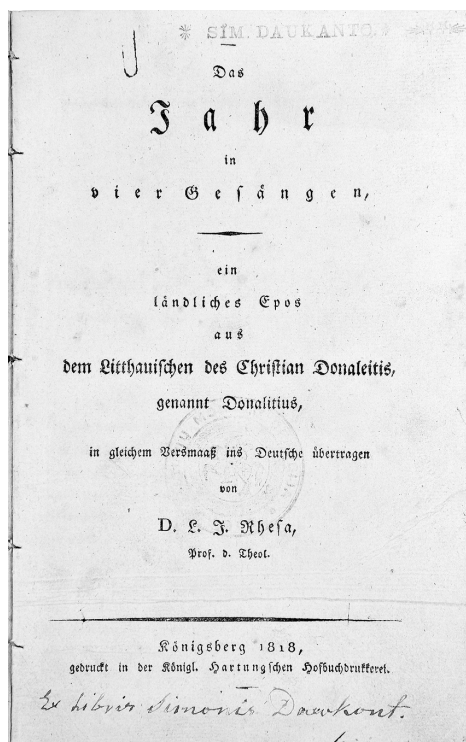 SIM. DAUKANTO.
Das
Jahr
in
vier Gesängen,
ein
ländliches Epos
aus
dem Litthauischen des Christian Donaleitis,
genannt Donalitius,
in gleichem Versmaaß ins Deutsche übertragen
von
D. L. J. Rhesa,
Prof. d. Theol.
Königsberg 1818,
gedruckt in der Königl. Hartungschen Hofbuchdrukkerei.
Ex libris Simonis Daukont.